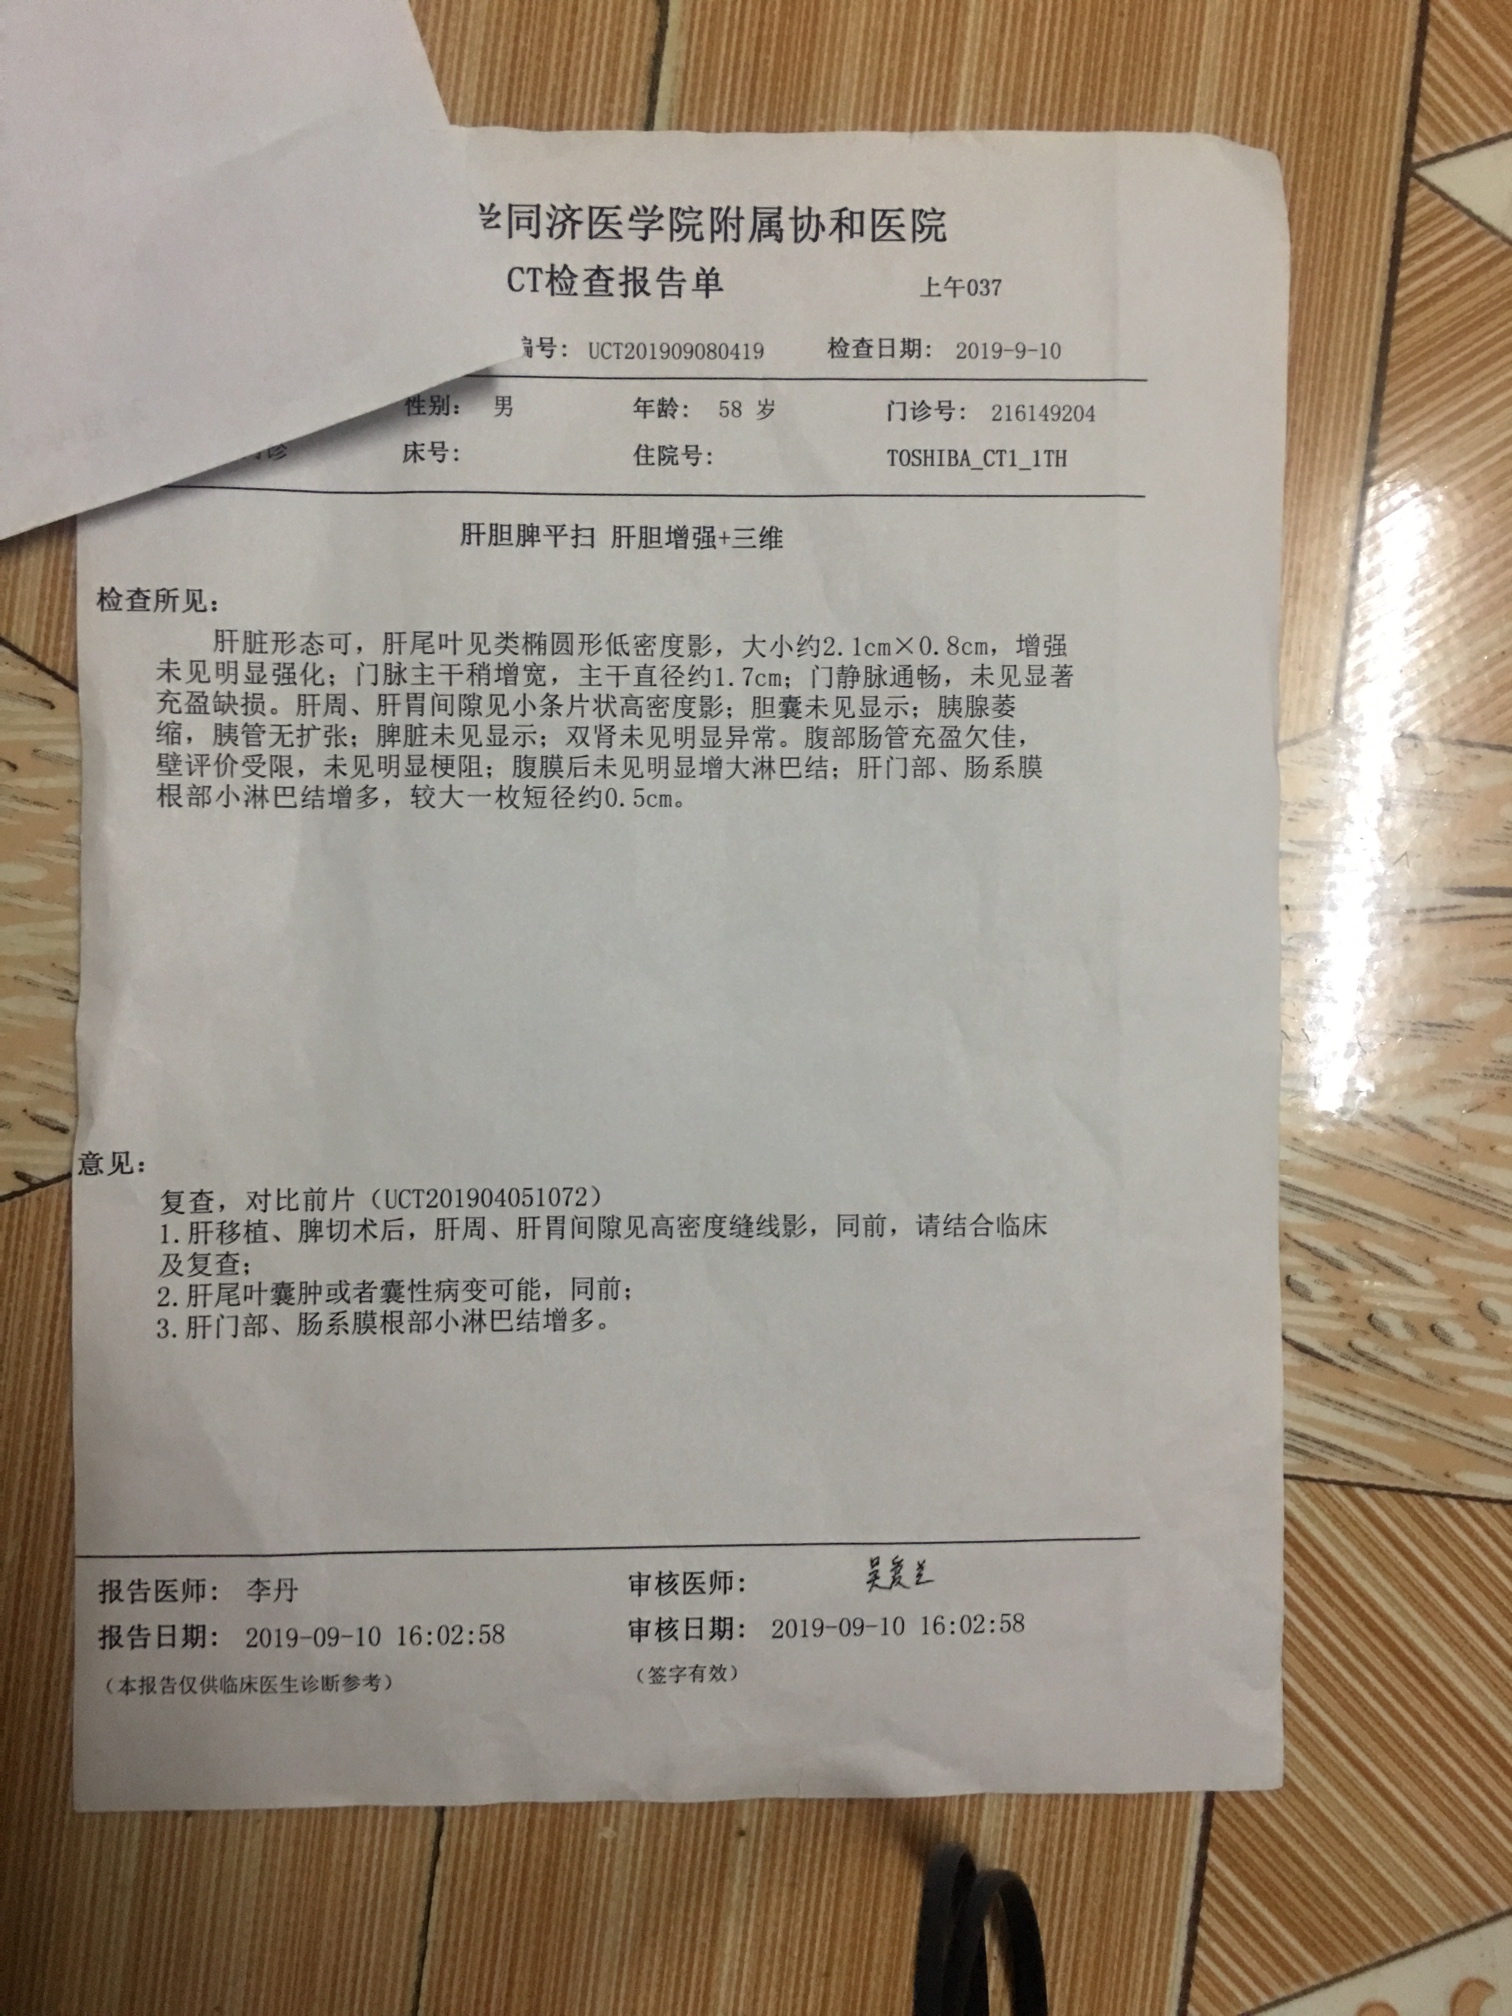 同济医学院附属协和医院
CT检查报告单 上午037
编号: UCT201909080419 检查日期: 2019-9-10
性别: 男 年龄: 58 岁 门诊号: 216149204
床号: 住院号: TOSHIBA_CT1_1TH
肝胆脾平扫 肝胆增强+三维
检查所见:
肝脏形态可，肝尾叶见类椭圆形低密度影，大小约2.1cm×0.8cm，增强
未见明显强化；门脉主干稍增宽，主干直径约1.7cm；门静脉通畅，未见显著
充盈缺损。肝周、肝胃间隙见小条片状高密度影；胆囊未见显示；胰腺萎
缩，胰管无扩张；脾脏未见显示；双肾未见明显异常。腹部肠管充盈欠佳，
壁评价受限，未见明显梗阻；腹膜后未见明显增大淋巴结；肝门部、肠系膜
根部小淋巴结增多，较大一枚短径约0.5cm。
意见:
复查，对比前片（UCT201904051072）
1.肝移植、脾切术后，肝周、肝胃间隙见高密度缝线影，同前，请结合临床
及复查；
2.肝尾叶囊肿或者囊性病变可能，同前；
3.肝门部、肠系膜根部小淋巴结增多。
报告医师: 李丹 审核医师:
报告日期: 2019-09-10 16:02:58 审核日期: 2019-09-10 16:02:58
（本报告仅供临床医生诊断参考） （签字有效）